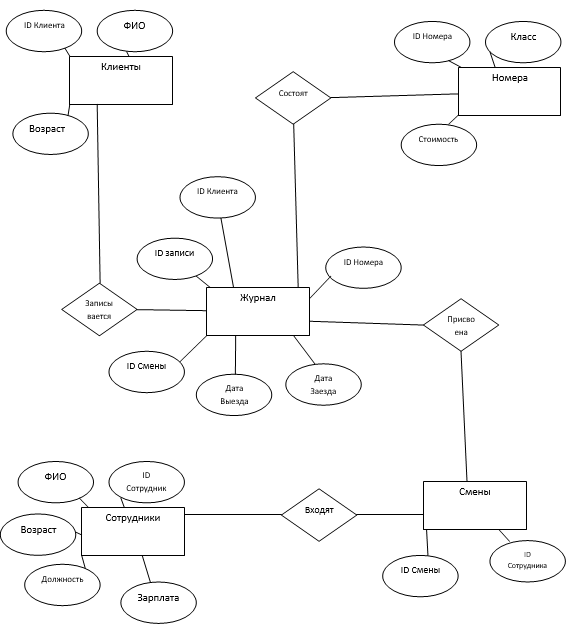 ID Клиента
ФИО
Клиенты
Возраст
ID Номера
Класс
Номера
Стоимость
Состоят
ID Клиента
ID записи
ID Номера
Журнал
Записы
вается
Присво
ена
ID Смены
Дата
Выезда
Дата
Заезда
ФИО
ID
Сотрудник
Сотрудники
Возраст
Должность
Зарплата
Входят
Смены
ID Смены
ID
Сотрудника